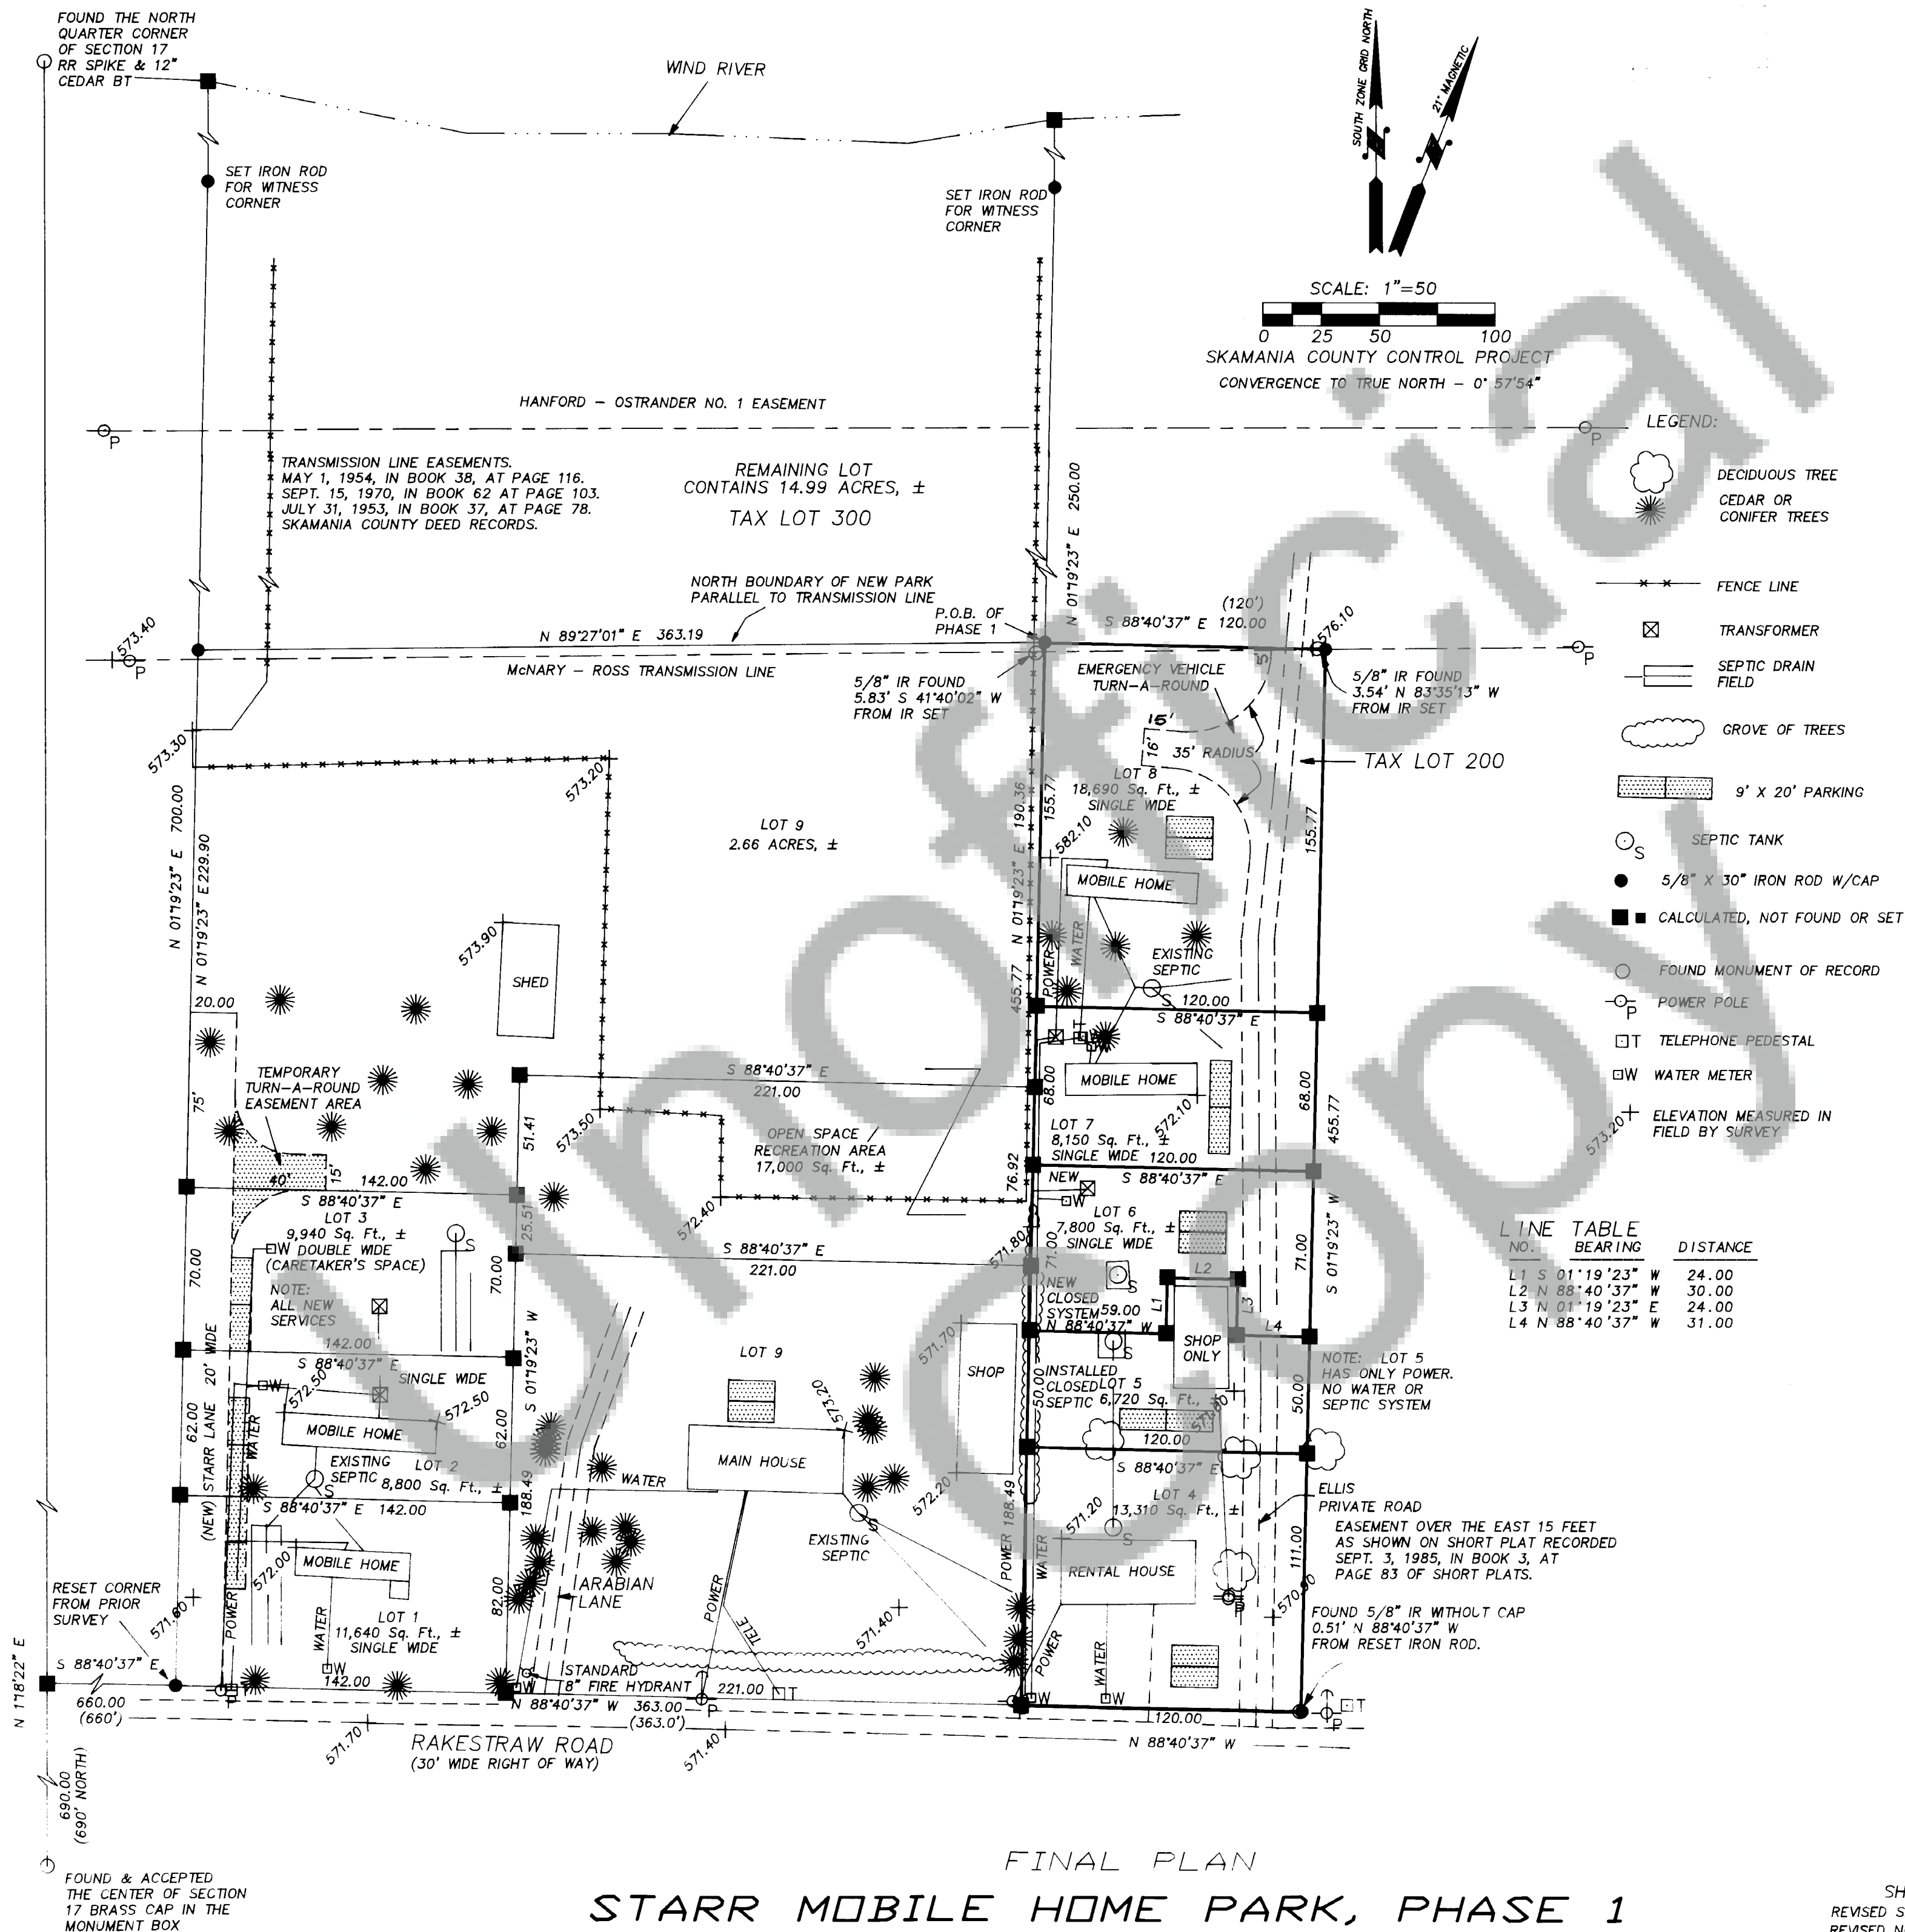 FOUND THE NORTH
QUARTER CORNER
OF SECTION 17
RR SPIKE & 12"
CEDAR BT
WIND RIVER
SET IRON ROD
FOR WITNESS
CORNER
SET IRON ROD
FOR WITNESS
CORNER
SOUTH ZONE GRID NORTH
21° MAGNETIC
SCALE: 1"=50
0 25 50 100
SKAMANIA COUNTY CONTROL PROJECT
CONVERGENCE TO TRUE NORTH – 0° 57'54"
HANFORD – OSTRANDER NO. 1 EASEMENT
P
P
TRANSMISSION LINE EASEMENTS.
MAY 1, 1954, IN BOOK 38, AT PAGE 116.
SEPT. 15, 1970, IN BOOK 62 AT PAGE 103.
JULY 31, 1953, IN BOOK 37, AT PAGE 78.
SKAMANIA COUNTY DEED RECORDS.
REMAINING LOT
CONTAINS 14.99 ACRES, ±
TAX LOT 300
N 01°19'23" E 250.00
LEGEND:
DECIDUOUS TREE
CEDAR OR
CONIFER TREES
FENCE LINE
TRANSFORMER
SEPTIC DRAIN
FIELD
GROVE OF TREES
9' X 20' PARKING
S SEPTIC TANK
5/8" X 30" IRON ROD W/CAP
CALCULATED, NOT FOUND OR SET
FOUND MONUMENT OF RECORD
P POWER POLE
T TELEPHONE PEDESTAL
W WATER METER
573.20
ELEVATION MEASURED IN
FIELD BY SURVEY
NORTH BOUNDARY OF NEW PARK
PARALLEL TO TRANSMISSION LINE
P.O.B. OF
PHASE 1
(120')
S 88°40'37" E 120.00
576.10
573.40
P
N 89°27'01" E 363.19
McNARY – ROSS TRANSMISSION LINE
P
5/8" IR FOUND
5.83' S 41°40'02" W
FROM IR SET
EMERGENCY VEHICLE
TURN–A–ROUND
5'
5/8" IR FOUND
3.54' N 83°35'13" W
FROM IR SET
15'
16'
35' RADIUS
TAX LOT 200
LOT 8
18,690 Sq. Ft., ±
SINGLE WIDE
573.30
573.20
N 01°19'23" E 700.00
N 01°19'23" E 229.90
LOT 9
2.66 ACRES, ±
N 01°19'23" E 190.36
155.77
155.77
582.10
MOBILE HOME
573.90
SHED
455.77
POWER
WATER
EXISTING
SEPTIC
S 120.00
S 88°40'37" E
20.00
75'
TEMPORARY
TURN–A–ROUND
EASEMENT AREA
40'
15'
51.41
S 88°40'37" E
221.00
573.50
OPEN SPACE
RECREATION AREA
17,000 Sq. Ft., ±
572.40
T
MOBILE HOME
68.00
68.00
455.77
572.10
LOT 7
8,150 Sq. Ft., ±
SINGLE WIDE 120.00
S 88°40'37" E
76.92
NEW
W
142.00
S 88°40'37" E
LOT 3
9,940 Sq. Ft., ±
W DOUBLE WIDE
(CARETAKER'S SPACE)
S
NOTE:
ALL NEW
SERVICES
25.51
70.00
70.00
S 88°40'37" E
221.00
571.80
LOT 6
7,800 Sq. Ft., ±
SINGLE WIDE
71.00
71.00
S 01°19'23" W
NEW
CLOSED
SYSTEM 59.00
N 88°40'37" W
S
L1
L2
L3
L4
LINE TABLE
NO. BEARING DISTANCE
L1 S 01°19'23" W 24.00
L2 N 88°40'37" W 30.00
L3 N 01°19'23" E 24.00
L4 N 88°40'37" W 31.00
142.00
S 88°40'37" E
(NEW) STARR LANE 20' WIDE
S 01°19'23" W
LOT 9
571.70
SHOP
SHOP
ONLY
S
NOTE: LOT 5
HAS ONLY POWER.
NO WATER OR
SEPTIC SYSTEM
INSTALLED
CLOSED LOT 5
SEPTIC 6,720 Sq. Ft., ±
50.00
50.00
571.80
120.00
S 88°40'37" E
SINGLE WIDE
W
572.50
572.50
MOBILE HOME
WATER
62.00
62.00
EXISTING
SEPTIC
S
LOT 2
8,800 Sq. Ft., ±
S 88°40'37" E 142.00
573.20
MAIN HOUSE
WATER
572.20
188.49
EXISTING
SEPTIC
S
LOT 4
13,310 Sq. Ft., ±
571.20
S
RENTAL HOUSE
ELLIS
PRIVATE ROAD
EASEMENT OVER THE EAST 15 FEET
AS SHOWN ON SHORT PLAT RECORDED
SEPT. 3, 1985, IN BOOK 3, AT
PAGE 83 OF SHORT PLATS.
111.00
POWER 188.49
WATER
P
570.90
FOUND 5/8" IR WITHOUT CAP
0.51' N 88°40'37" W
FROM RESET IRON ROD.
RESET CORNER
FROM PRIOR
SURVEY
571.60
572.00
MOBILE HOME
POWER
WATER
LOT 1
11,640 Sq. Ft., ±
SINGLE WIDE
82.00
ARABIAN
LANE
POWER
TELE
571.40
POWER
WATER
N 1°18'22" E
S 88°40'37" E
660.00
(660')
P
W
142.00
W
STANDARD
8" FIRE HYDRANT
221.00
T
N 88°40'37" W 363.00
(363.0')
P
W
W
120.00
N 88°40'37" W
P
T
571.70
RAKESTRAW ROAD
(30' WIDE RIGHT OF WAY)
571.40
690.00
(690' NORTH)
FOUND & ACCEPTED
THE CENTER OF SECTION
17 BRASS CAP IN THE
MONUMENT BOX
FINAL PLAN
STARR MOBILE HOME PARK, PHASE 1
SH
REVISED S
REVISED N
Unofficial
Copy